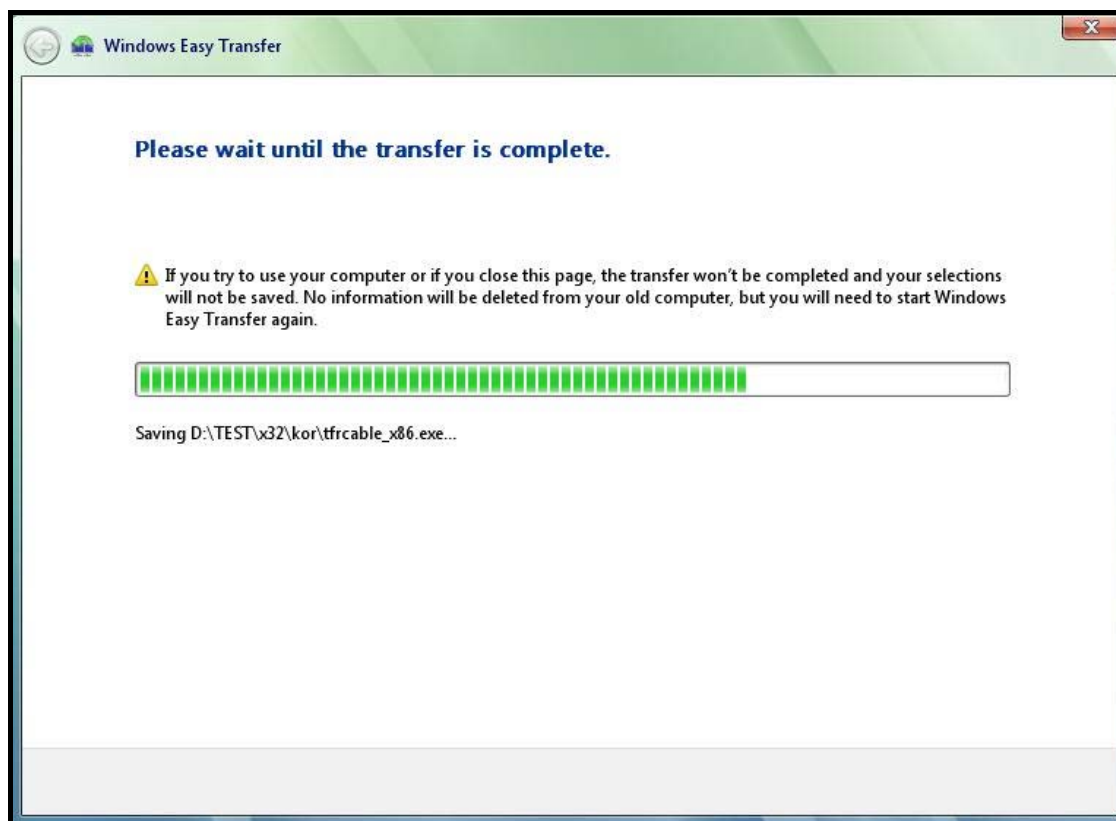 Windows Easy Transfer
Please wait until the transfer is complete.
If you try to use your computer or if you close this page, the transfer won't be completed and your selections
will not be saved. No information will be deleted from your old computer, but you will need to start Windows
Easy Transfer again.
Saving D:\TEST\x32\kor\tfrcable_x86.exe...